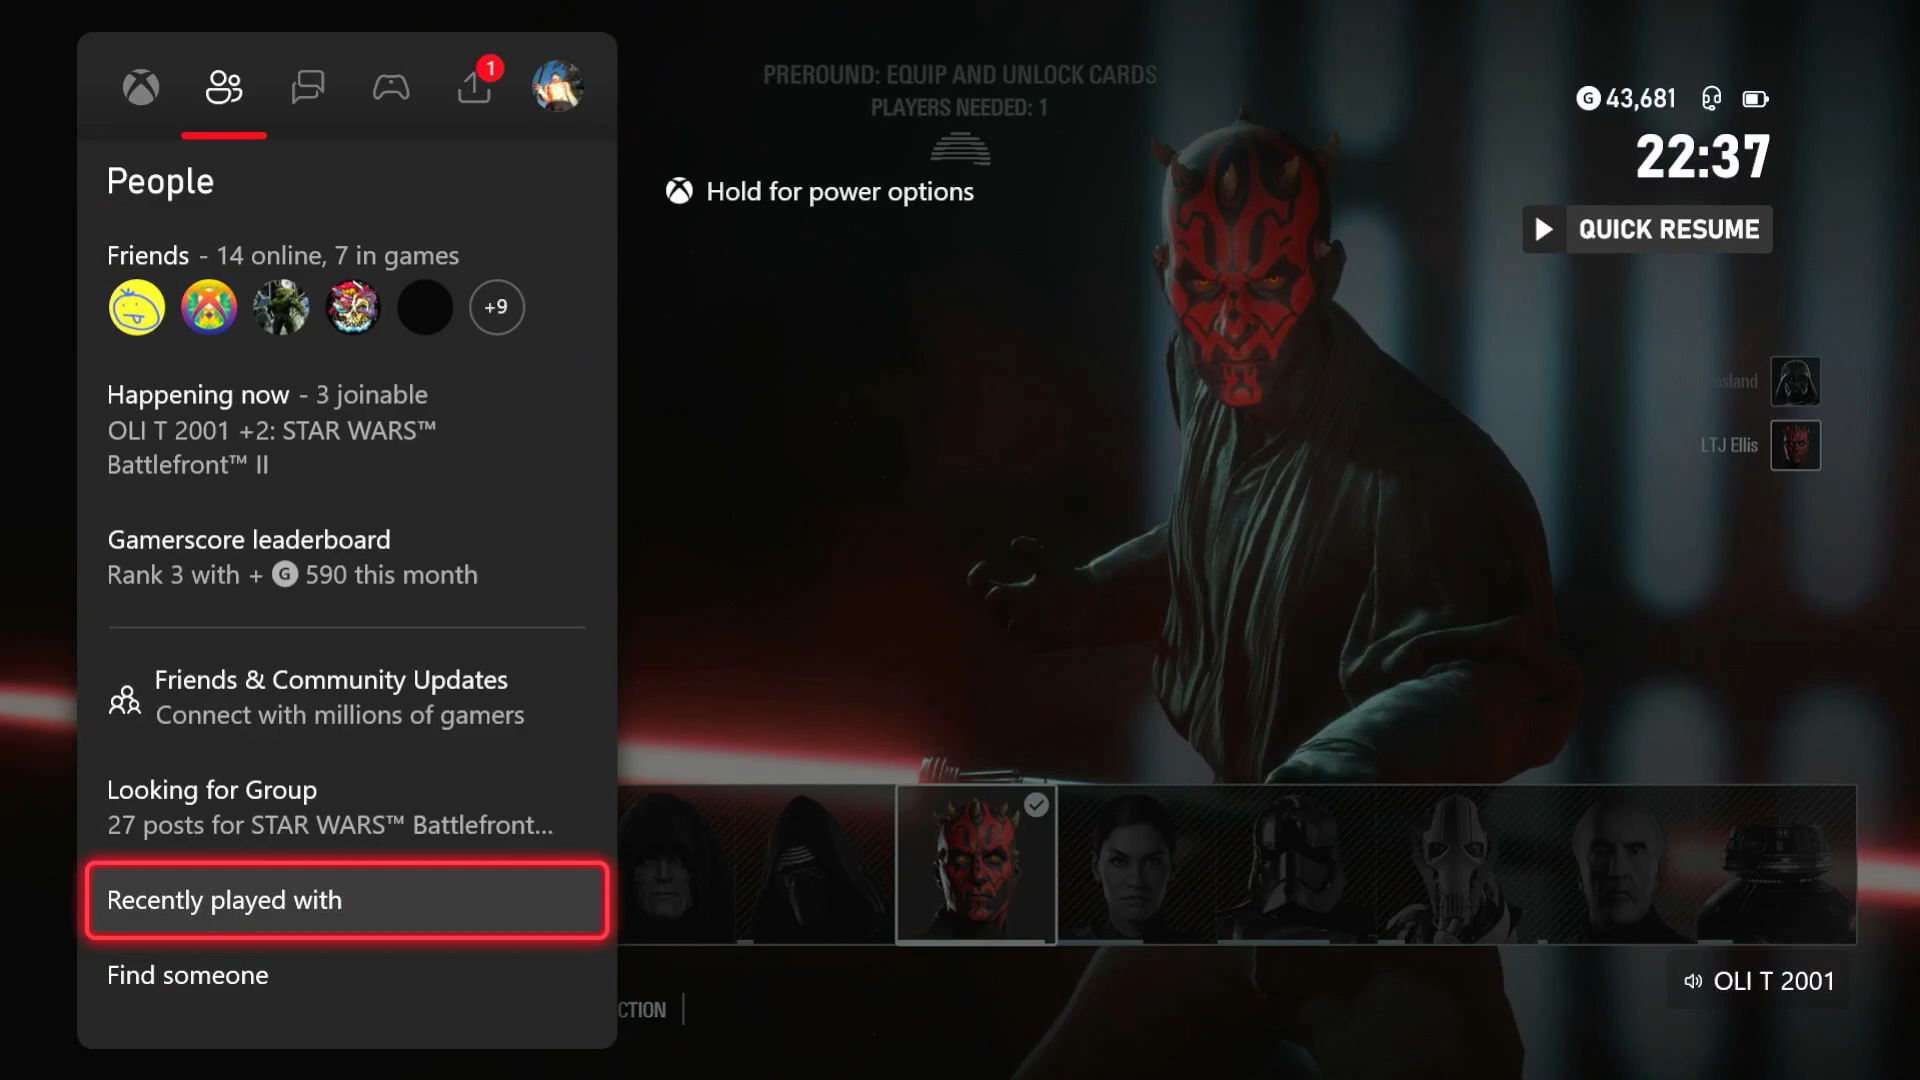 1
People
Friends - 14 online, 7 in games
+9
Happening now - 3 joinable
OLI T 2001 +2: STAR WARS™
Battlefront™ II
Gamerscore leaderboard
Rank 3 with + G 590 this month
Friends & Community Updates
Connect with millions of gamers
Looking for Group
27 posts for STAR WARS™ Battlefront...
Recently played with
Find someone
PREROUND: EQUIP AND UNLOCK CARDS
PLAYERS NEEDED: 1
Hold for power options
G 43,681
22:37
QUICK RESUME
LTJ Ellis
CTION
OLI T 2001